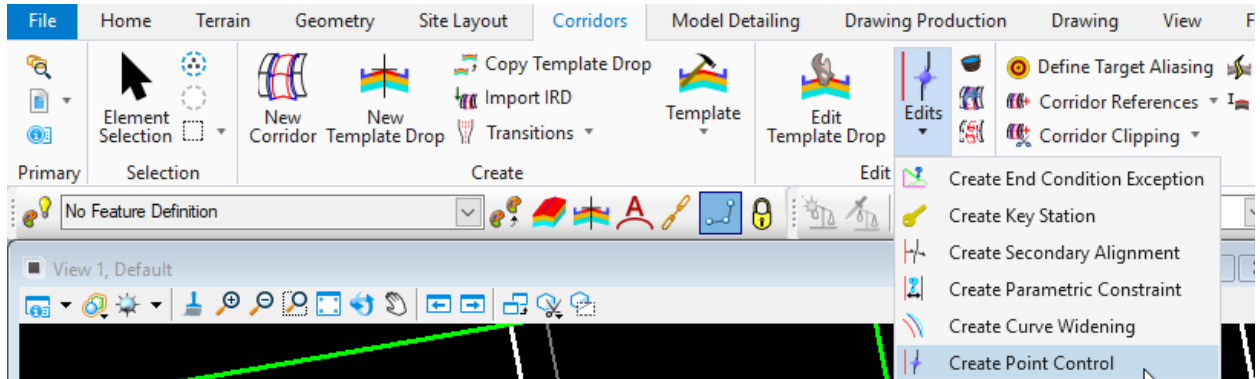 File Home Terrain Geometry Site Layout Corridors Model Detailing Drawing Production Drawing View F
Element Selection
New Corridor
New Template Drop
Copy Template Drop
Import IRD
Transitions
Template
Edit Template Drop
Edits
Define Target Aliasing
Corridor References
Corridor Clipping
Primary Selection Create Edit
No Feature Definition
View 1, Default
Create End Condition Exception
Create Key Station
Create Secondary Alignment
Create Parametric Constraint
Create Curve Widening
Create Point Control